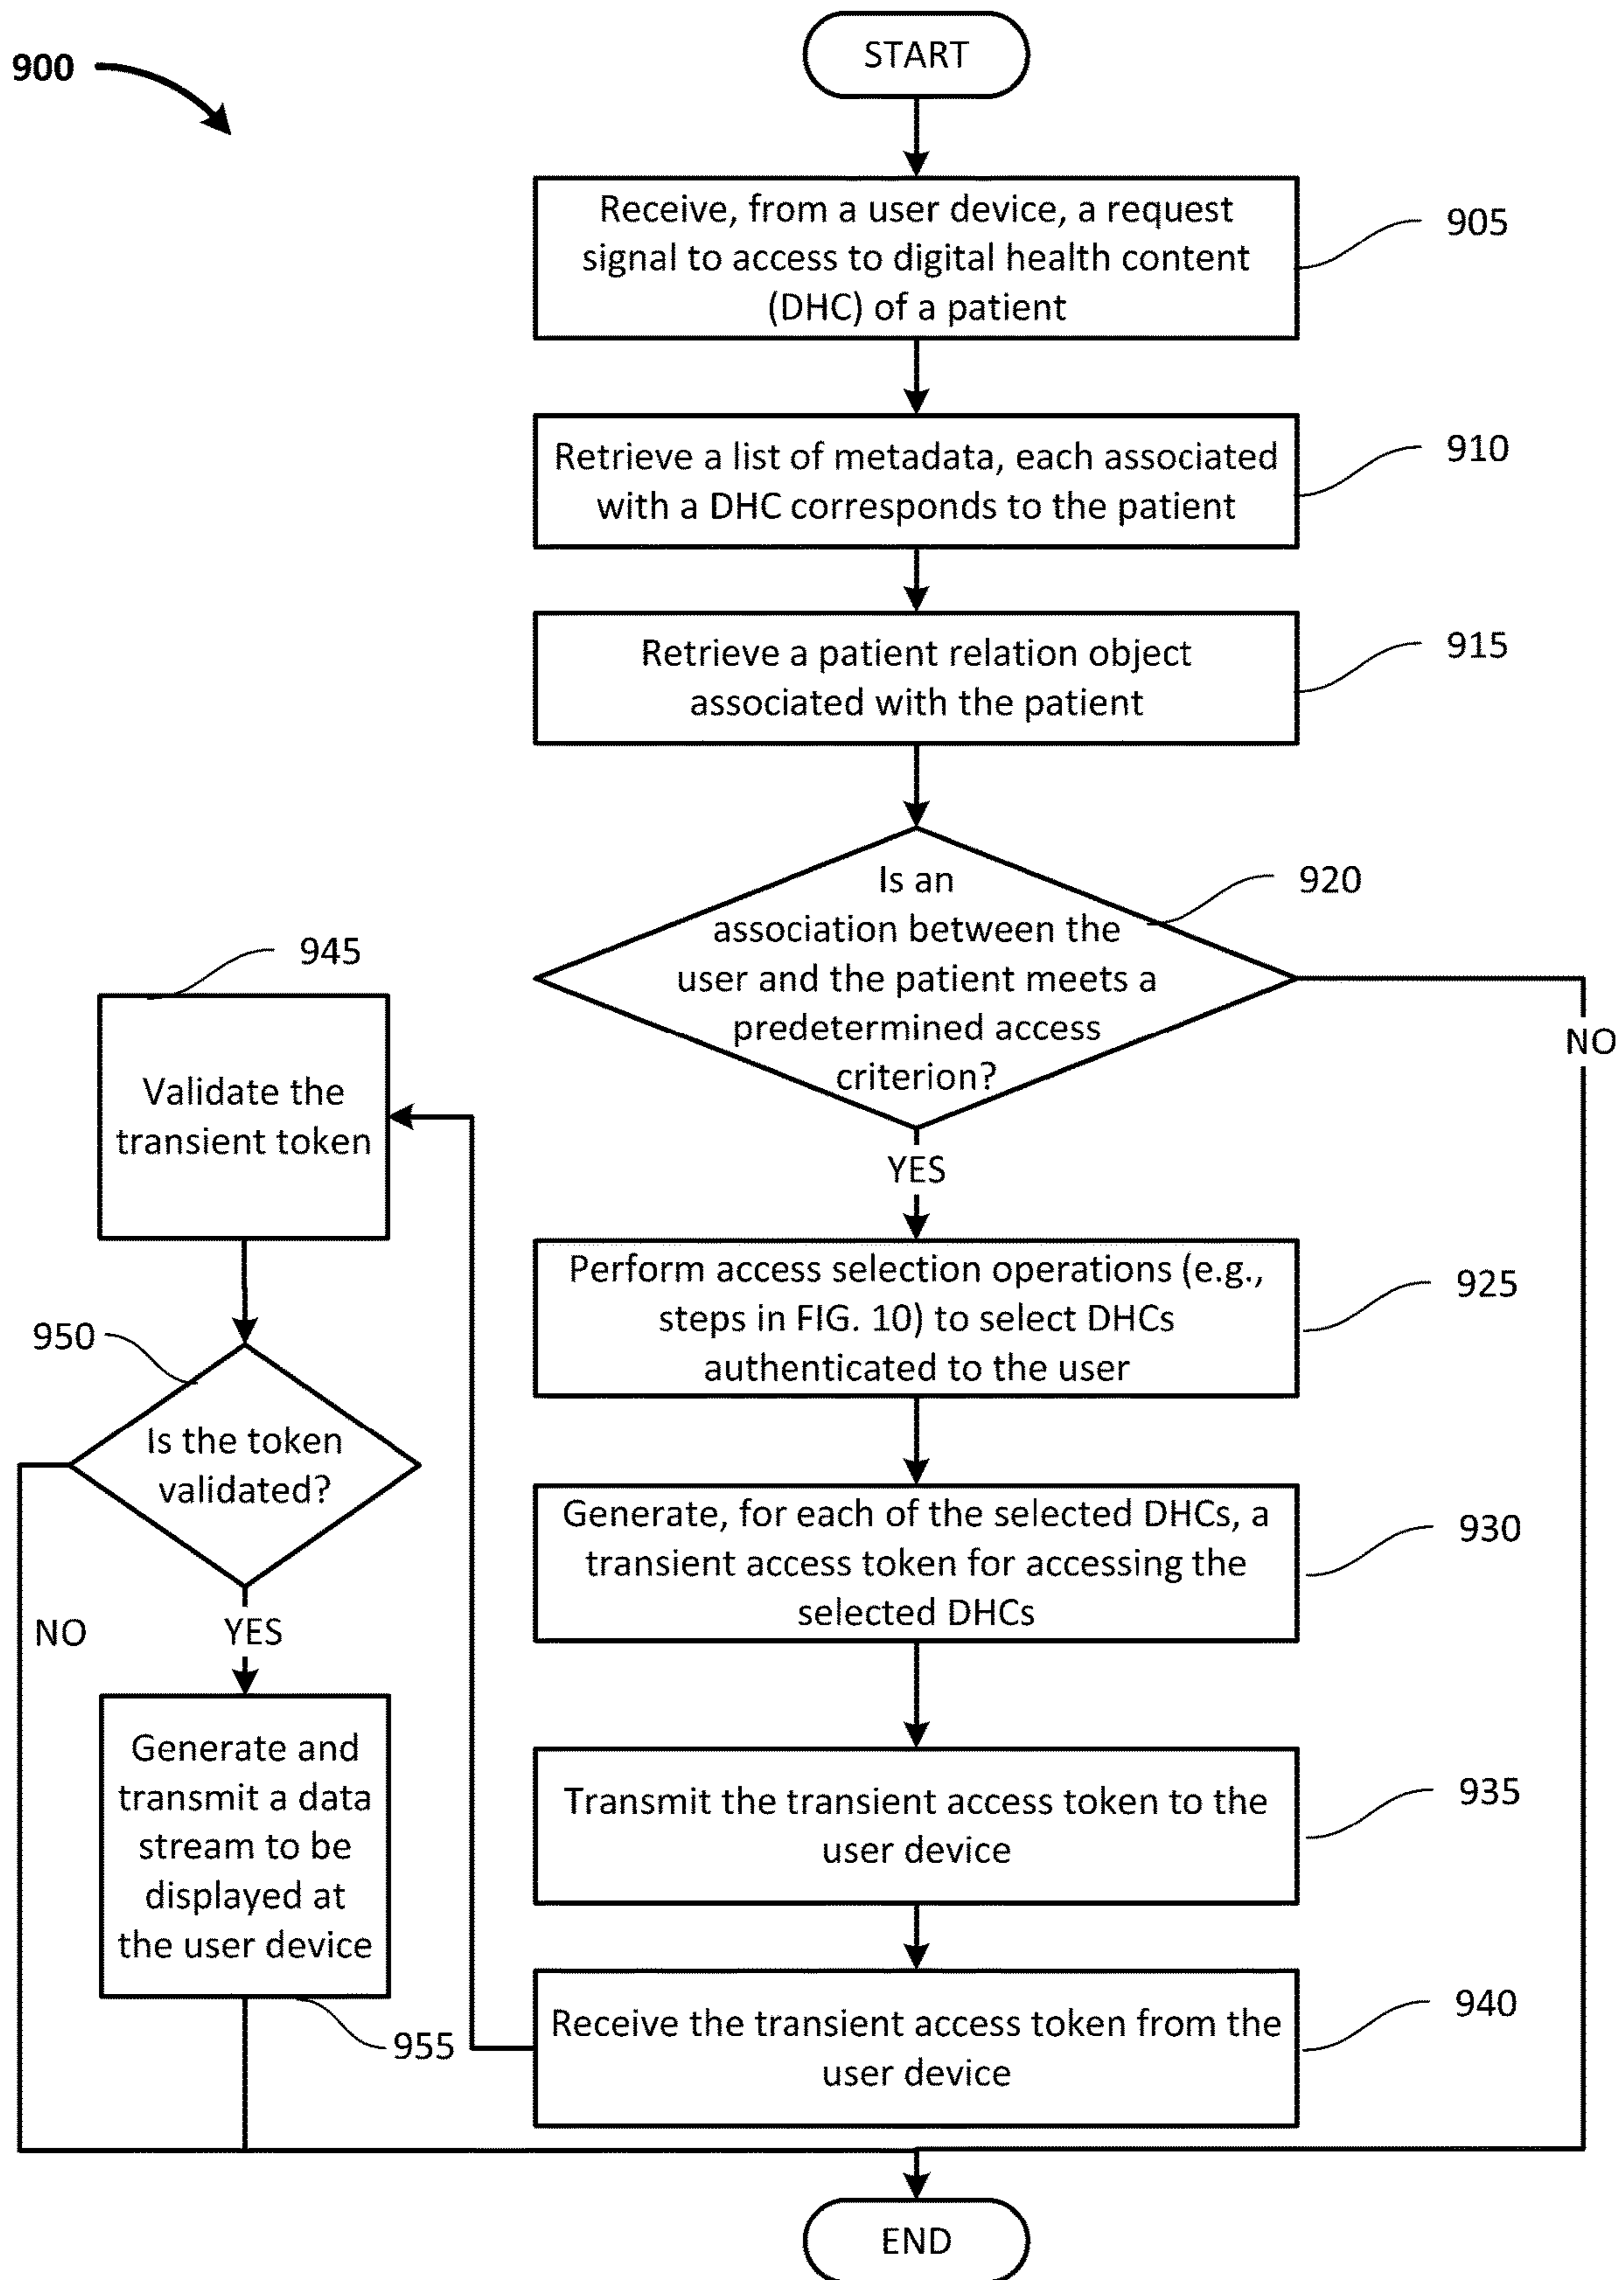 900
START
Receive, from a user device, a request
signal to access to digital health content
(DHC) of a patient
905
Retrieve a list of metadata, each associated
with a DHC corresponds to the patient
910
Retrieve a patient relation object
associated with the patient
915
Is an
association between the
user and the patient meets a
predetermined access
criterion?
920
NO
YES
Perform access selection operations (e.g.,
steps in FIG. 10) to select DHCs
authenticated to the user
925
Generate, for each of the selected DHCs, a
transient access token for accessing the
selected DHCs
930
Transmit the transient access token to the
user device
935
Receive the transient access token from the
user device
940
945
Validate the
transient token
950
Is the token
validated?
NO
YES
Generate and
transmit a data
stream to be
displayed at
the user device
955
END